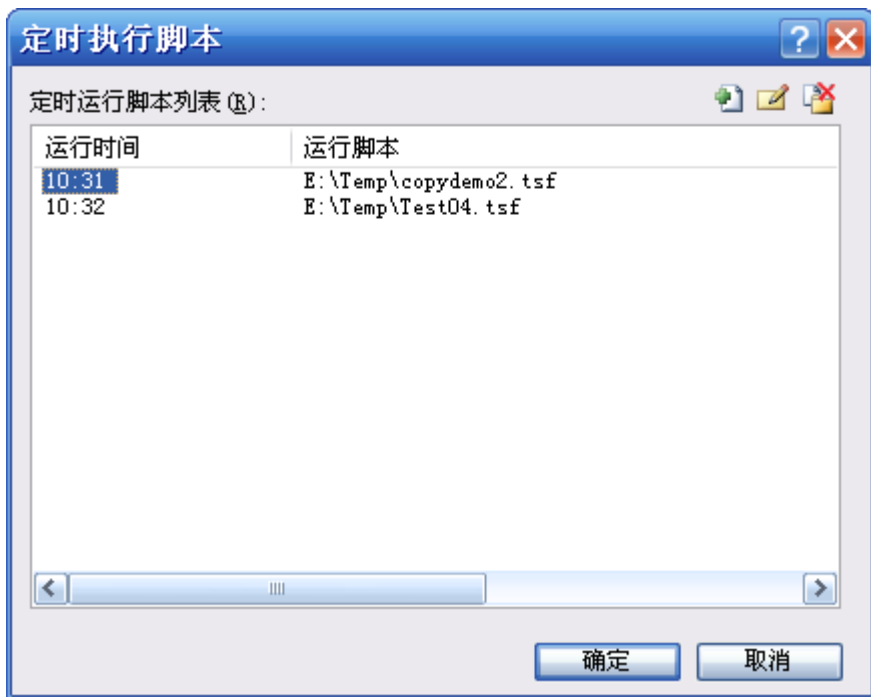 定时执行脚本
定时运行脚本列表(R):
运行时间 运行脚本
10:31 E:\Temp\copydemo2.tsf
10:32 E:\Temp\Test04.tsf
确定 取消